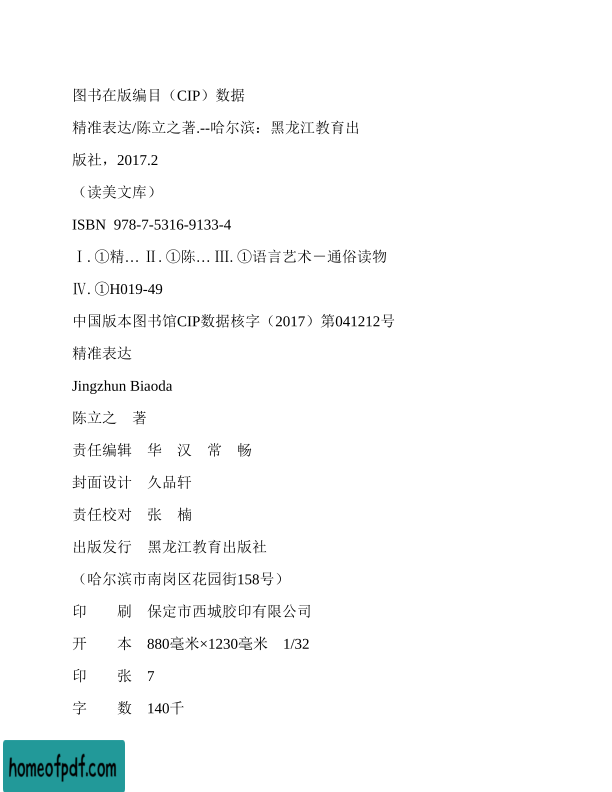 图书在版编目（CIP）数据
精准表达/陈立之著.--哈尔滨：黑龙江教育出
版社，2017.2
（读美文库）
ISBN 978-7-5316-9133-4
Ⅰ. ①精… Ⅱ. ①陈… Ⅲ. ①语言艺术－通俗读物
Ⅳ. ①H019-49
中国版本图书馆CIP数据核字（2017）第041212号
精准表达
Jingzhun Biaoda
陈立之　著
责任编辑　华　汉　常　畅
封面设计　久品轩
责任校对　张　楠
出版发行　黑龙江教育出版社
（哈尔滨市南岗区花园街158号）
印　　刷　保定市西城胶印有限公司
开　　本　880毫米×1230毫米　1/32
印　　张　7
字　　数　140千
homeofpdf.com